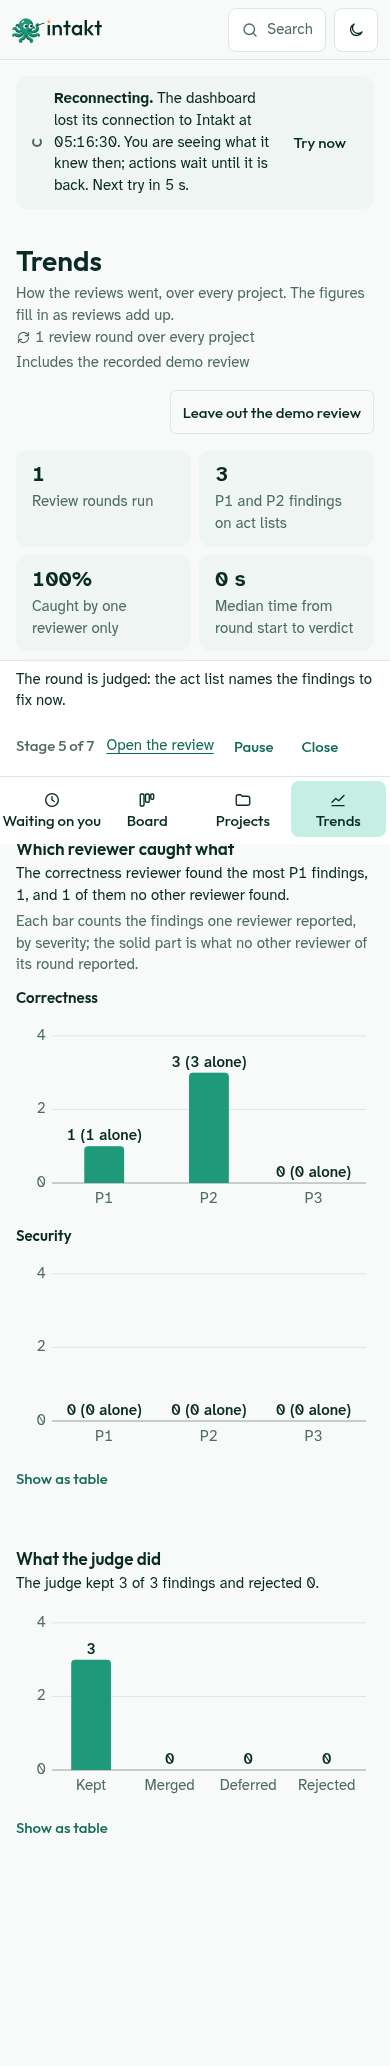 intakt
Search
Reconnecting. The dashboard
lost its connection to Intakt at
05:16:30. You are seeing what it
knew then; actions wait until it is
back. Next try in 5 s.
Try now
Trends
How the reviews went, over every project. The figures
fill in as reviews add up.
1 review round over every project
Includes the recorded demo review
Leave out the demo review
1
Review rounds run
3
P1 and P2 findings
on act lists
100%
Caught by one
reviewer only
0 s
Median time from
round start to verdict
The round is judged: the act list names the findings to
fix now.
Stage 5 of 7
Open the review
Pause
Close
Waiting on you
Board
Projects
Trends
Which reviewer caught what
The correctness reviewer found the most P1 findings,
1, and 1 of them no other reviewer found.
Each bar counts the findings one reviewer reported,
by severity; the solid part is what no other reviewer of
its round reported.
Correctness
4
3 (3 alone)
2
1 (1 alone)
0 (0 alone)
0
P1
P2
P3
Security
4
2
0 (0 alone)
0 (0 alone)
0 (0 alone)
0
P1
P2
P3
Show as table
What the judge did
The judge kept 3 of 3 findings and rejected 0.
4
3
2
0
0
0
0
Kept
Merged
Deferred
Rejected
Show as table